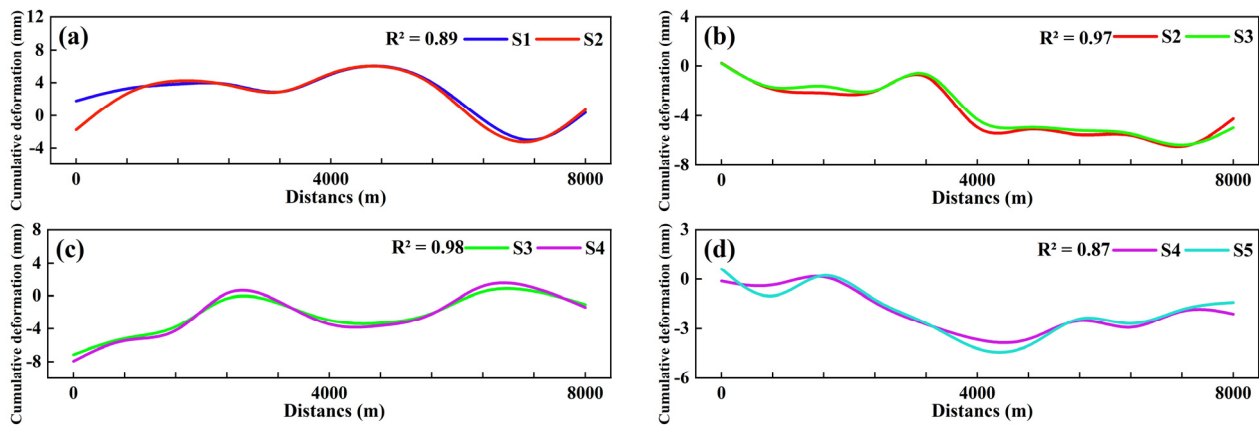 Cumulative deformation (mm)
12
8
4
0
-4
(a)
R² = 0.89 S1 S2
0 4000 8000
Distancs (m)
Cumulative deformation (mm)
4
0
-4
-8
(b)
R² = 0.97 S2 S3
0 4000 8000
Distancs (m)
Cumulative deformation (mm)
8
4
0
-4
-8
(c)
R² = 0.98 S3 S4
0 4000 8000
Distancs (m)
Cumulative deformation (mm)
3
0
-3
-6
(d)
R² = 0.87 S4 S5
0 4000 8000
Distancs (m)